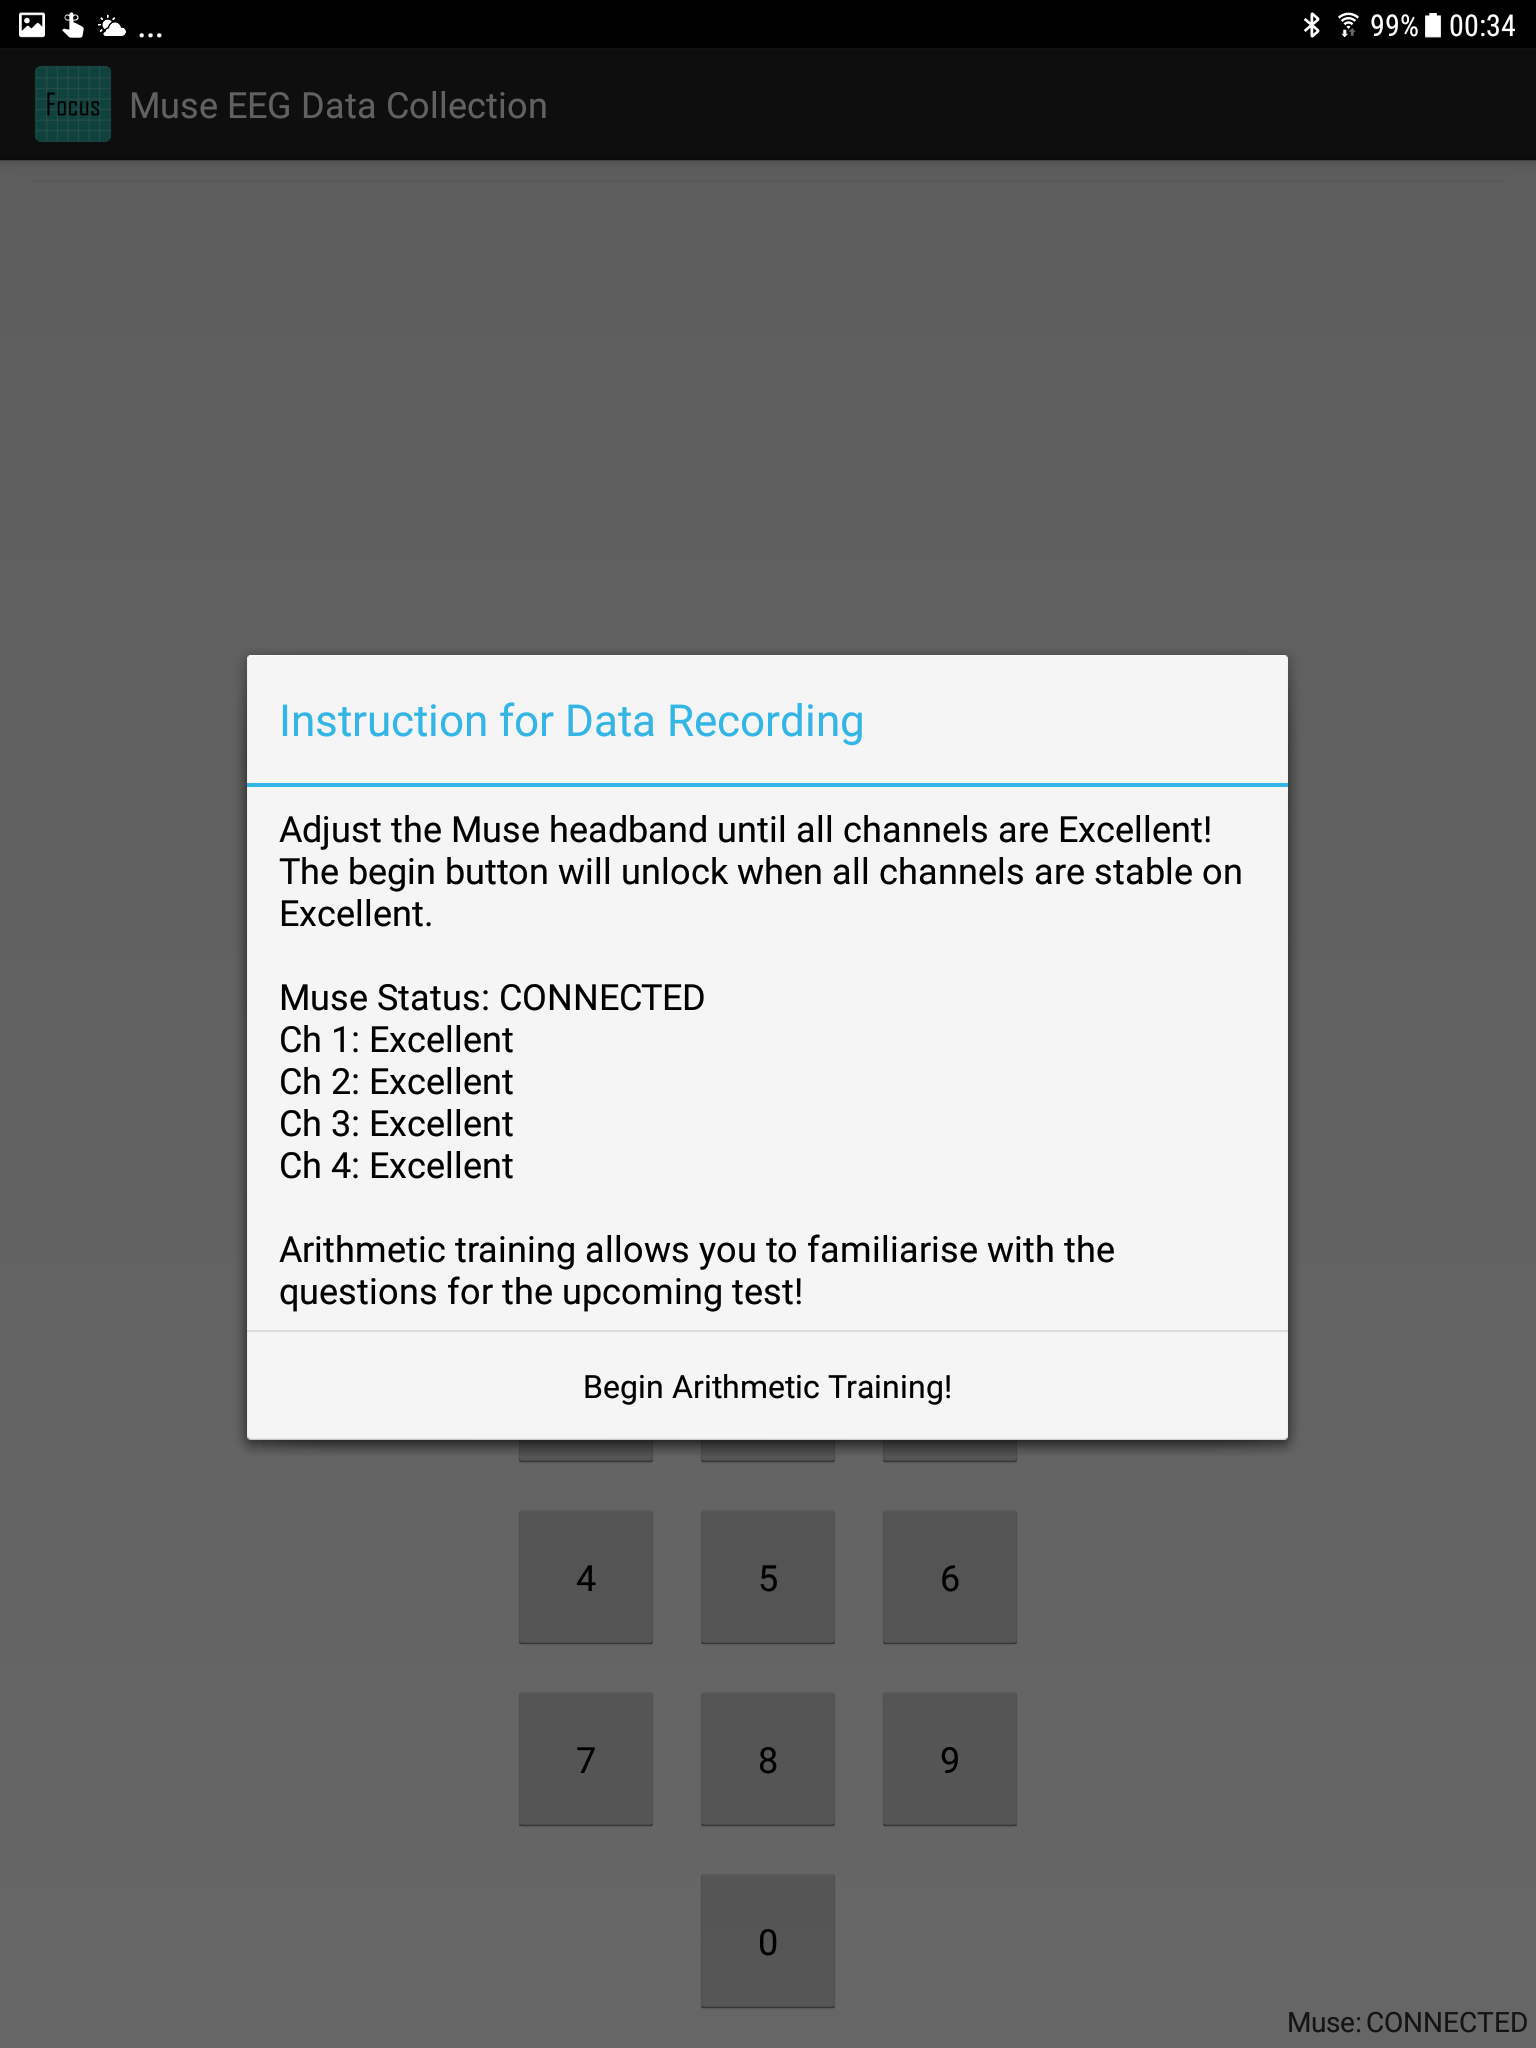 ... 99% 00:34
Focus Muse EEG Data Collection
Instruction for Data Recording
Adjust the Muse headband until all channels are Excellent!
The begin button will unlock when all channels are stable on
Excellent.
Muse Status: CONNECTED
Ch 1: Excellent
Ch 2: Excellent
Ch 3: Excellent
Ch 4: Excellent
Arithmetic training allows you to familiarise with the
questions for the upcoming test!
Begin Arithmetic Training!
4 5 6
7 8 9
0
Muse: CONNECTED